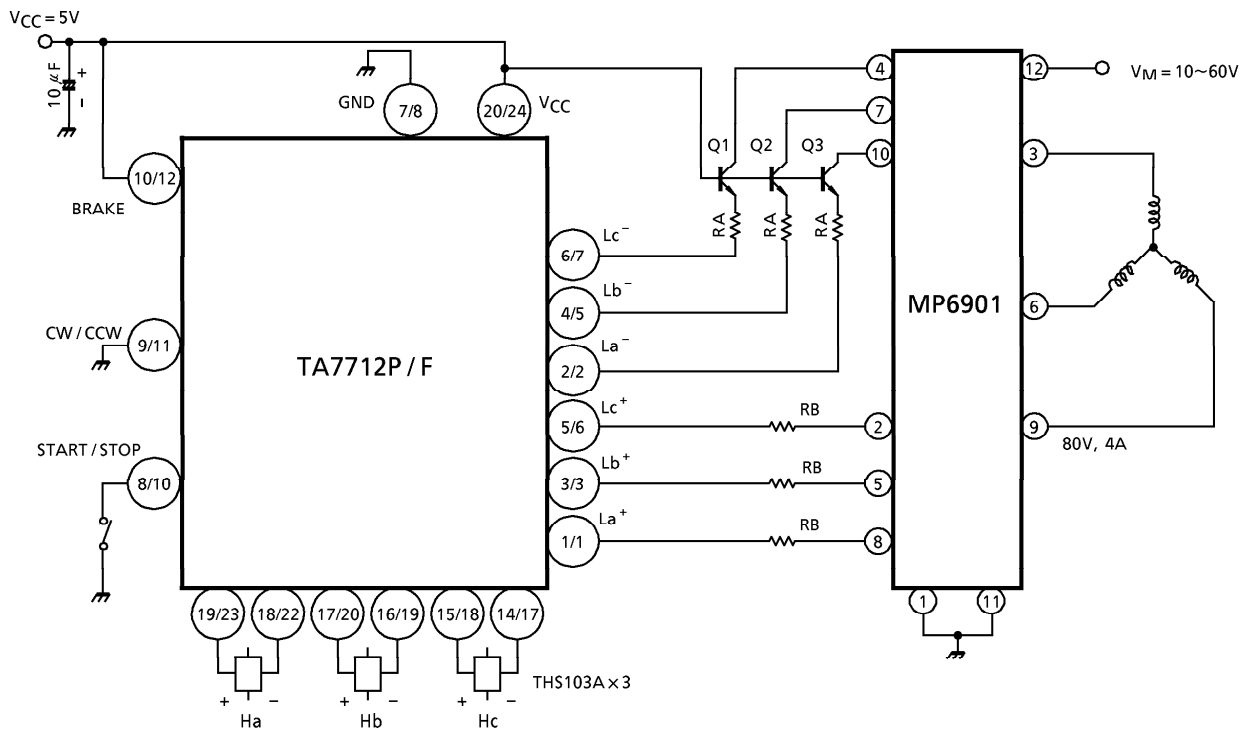 VCC = 5V
10 μF
+
−
GND
7/8
20/24
VCC
4
12
VM = 10~60V
7
Q1
Q2
Q3
10
3
10/12
BRAKE
RA
RA
RA
6/7
Lc−
4/5
Lb−
MP6901
6
CW / CCW
9/11
TA7712P / F
2/2
La−
5/6
Lc+
RB
2
9
80V, 4A
START / STOP
8/10
3/3
Lb+
RB
5
1/1
La+
RB
8
19/23
18/22
17/20
16/19
15/18
14/17
1
11
THS103A × 3
+
−
+
−
+
−
Ha
Hb
Hc